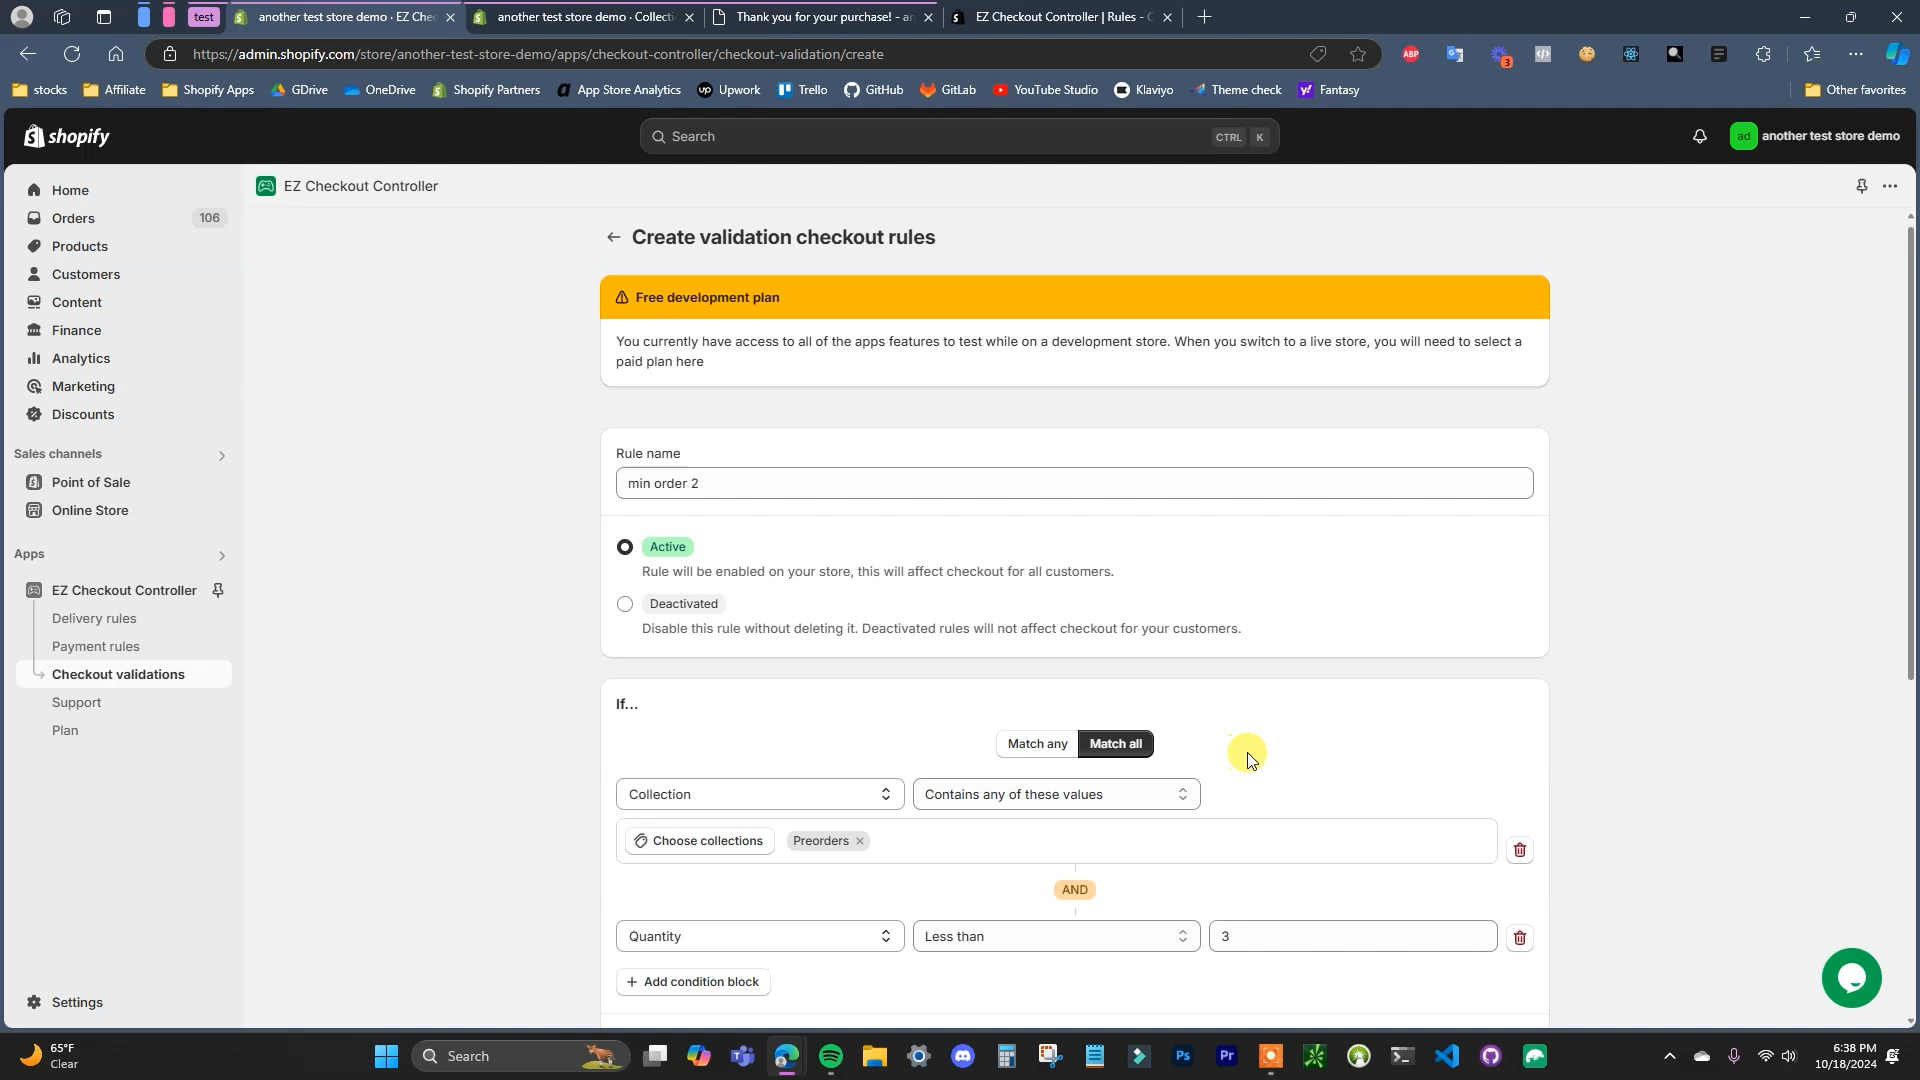 test
another test store demo · EZ Chec
another test store demo · Collecti
Thank you for your purchase! - an
EZ Checkout Controller | Rules - C
https://admin.shopify.com/store/another-test-store-demo/apps/checkout-controller/checkout-validation/create
ABP
3
stocks
Affiliate
Shopify Apps
GDrive
OneDrive
Shopify Partners
App Store Analytics
Upwork
Trello
GitHub
GitLab
YouTube Studio
Klaviyo
Theme check
Fantasy
Other favorites
shopify
Search
CTRL K
ad another test store demo
Home
Orders 106
Products
Customers
Content
Finance
Analytics
Marketing
Discounts
Sales channels
Point of Sale
Online Store
Apps
EZ Checkout Controller
Delivery rules
Payment rules
Checkout validations
Support
Plan
Settings
EZ Checkout Controller
Create validation checkout rules
Free development plan
You currently have access to all of the apps features to test while on a development store. When you switch to a live store, you will need to select a
paid plan here
Rule name
min order 2
Active
Rule will be enabled on your store, this will affect checkout for all customers.
Deactivated
Disable this rule without deleting it. Deactivated rules will not affect checkout for your customers.
If...
Match any Match all
Collection Contains any of these values
Choose collections Preorders
AND
Quantity Less than 3
Add condition block
65°F
Clear
Search
Ps
Pr
6:38 PM
10/18/2024